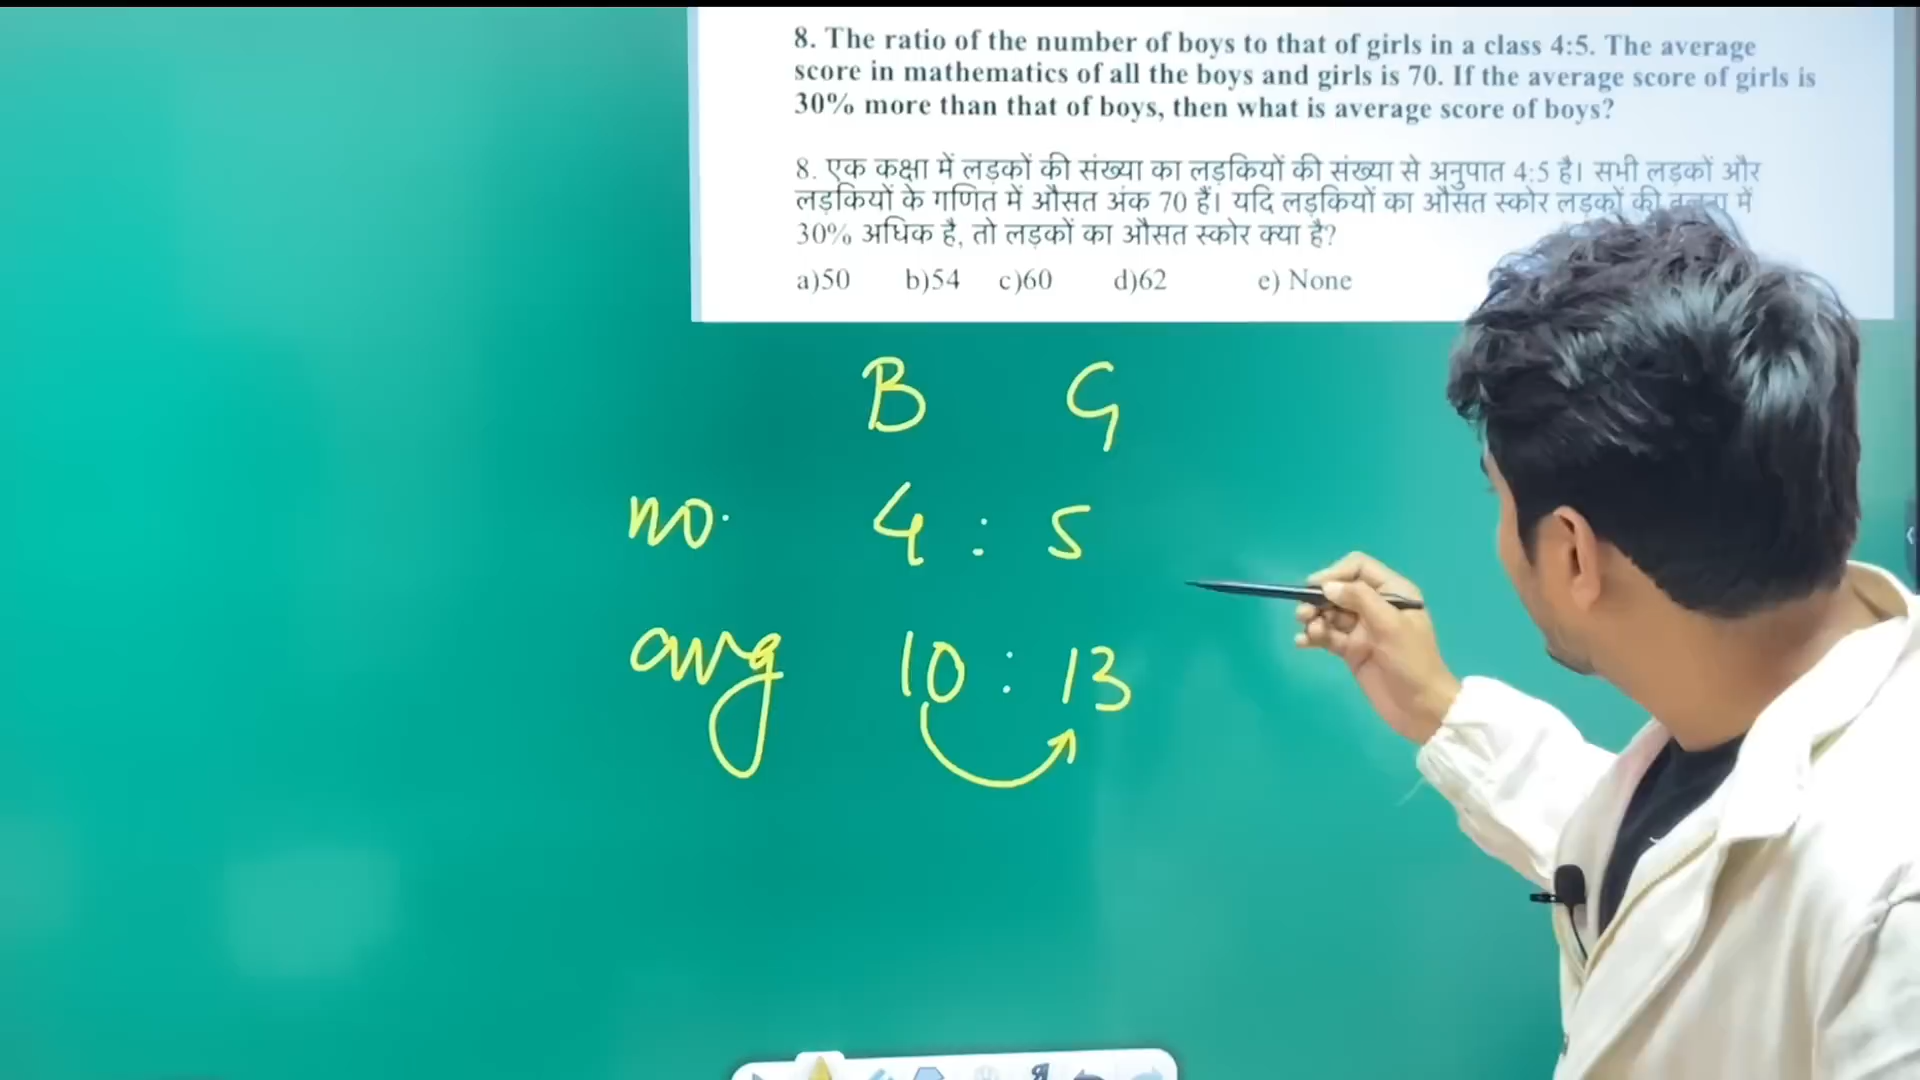 8. The ratio of the number of boys to that of girls in a class 4:5. The average
score in mathematics of all the boys and girls is 70. If the average score of girls is
30% more than that of boys, then what is average score of boys?
8. एक कक्षा में लड़कों की संख्या का लड़कियों की संख्या से अनुपात 4:5 है। सभी लड़कों और
लड़कियों के गणित में औसत अंक 70 हैं। यदि लड़कियों का औसत स्कोर लड़कों की तुलना में
30% अधिक है, तो लड़कों का औसत स्कोर क्या है?
a)50 b)54 c)60 d)62 e) None
B G
no. 4 : 5
avg 10 : 13